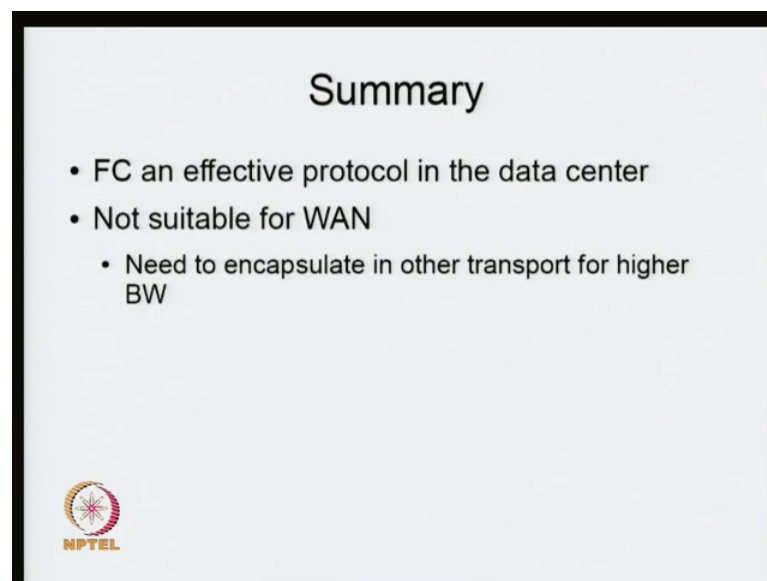 Summary
• FC an effective protocol in the data center
• Not suitable for WAN
• Need to encapsulate in other transport for higher
BW
NPTEL